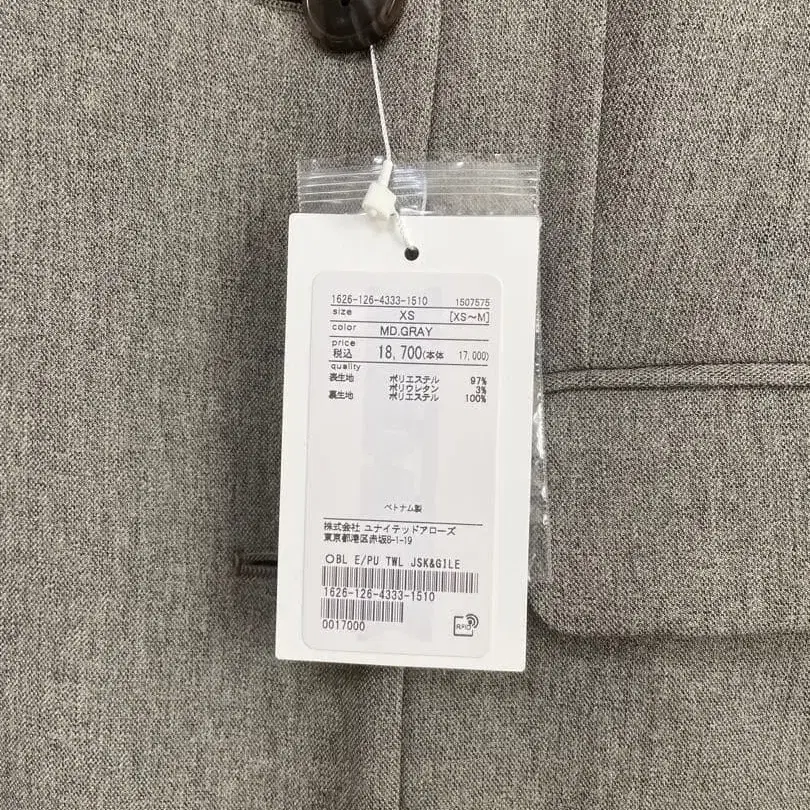 1626-126-4333-1510 1507575
size XS [XS～M]
color MD.GRAY
price
税込 18,700(本体 17,000)
quality
表生地 ポリエステル 97%
ポリウレタン 3%
裏生地 ポリエステル 100%
ベトナム製
株式会社 ユナイテッドアローズ
東京都港区赤坂8-1-19
〇BL E/PU TWL JSK&GILE
1626-126-4333-1510
0017000
RFID